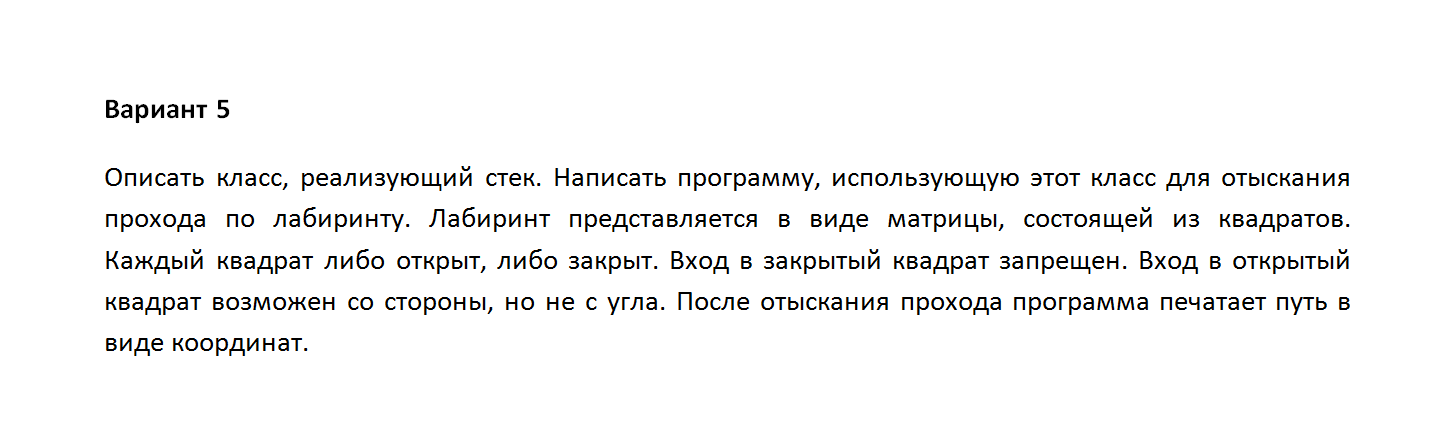 Вариант 5
Описать класс, реализующий стек. Написать программу, использующую этот класс для отыскания
прохода по лабиринту. Лабиринт представляется в виде матрицы, состоящей из квадратов.
Каждый квадрат либо открыт, либо закрыт. Вход в закрытый квадрат запрещен. Вход в открытый
квадрат возможен со стороны, но не с угла. После отыскания прохода программа печатает путь в
виде координат.